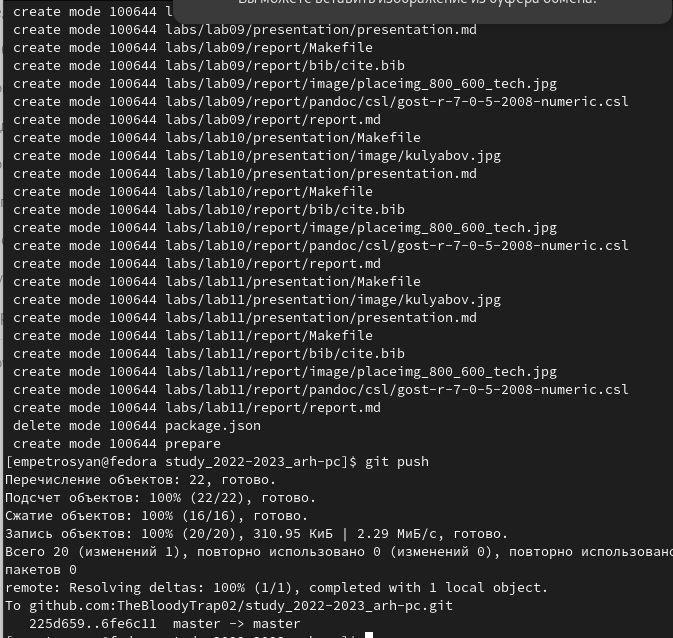 Вы можете вставить изображение из буфера обмена.
create mode 100644 l
create mode 100644 labs/lab09/presentation/presentation.md
create mode 100644 labs/lab09/report/Makefile
create mode 100644 labs/lab09/report/bib/cite.bib
create mode 100644 labs/lab09/report/image/placeimg_800_600_tech.jpg
create mode 100644 labs/lab09/report/pandoc/csl/gost-r-7-0-5-2008-numeric.csl
create mode 100644 labs/lab09/report/report.md
create mode 100644 labs/lab10/presentation/Makefile
create mode 100644 labs/lab10/presentation/image/kulyabov.jpg
create mode 100644 labs/lab10/presentation/presentation.md
create mode 100644 labs/lab10/report/Makefile
create mode 100644 labs/lab10/report/bib/cite.bib
create mode 100644 labs/lab10/report/image/placeimg_800_600_tech.jpg
create mode 100644 labs/lab10/report/pandoc/csl/gost-r-7-0-5-2008-numeric.csl
create mode 100644 labs/lab10/report/report.md
create mode 100644 labs/lab11/presentation/Makefile
create mode 100644 labs/lab11/presentation/image/kulyabov.jpg
create mode 100644 labs/lab11/presentation/presentation.md
create mode 100644 labs/lab11/report/Makefile
create mode 100644 labs/lab11/report/bib/cite.bib
create mode 100644 labs/lab11/report/image/placeimg_800_600_tech.jpg
create mode 100644 labs/lab11/report/pandoc/csl/gost-r-7-0-5-2008-numeric.csl
create mode 100644 labs/lab11/report/report.md
delete mode 100644 package.json
create mode 100644 prepare
[empetrosyan@fedora study_2022-2023_arh-pc]$ git push
Перечисление объектов: 22, готово.
Подсчет объектов: 100% (22/22), готово.
Сжатие объектов: 100% (16/16), готово.
Запись объектов: 100% (20/20), 310.95 КиБ | 2.29 МиБ/с, готово.
Всего 20 (изменений 1), повторно использовано 0 (изменений 0), повторно использовано
пакетов 0
remote: Resolving deltas: 100% (1/1), completed with 1 local object.
To github.com:TheBloodyTrap02/study_2022-2023_arh-pc.git
225d659..6fe6c11 master -> master